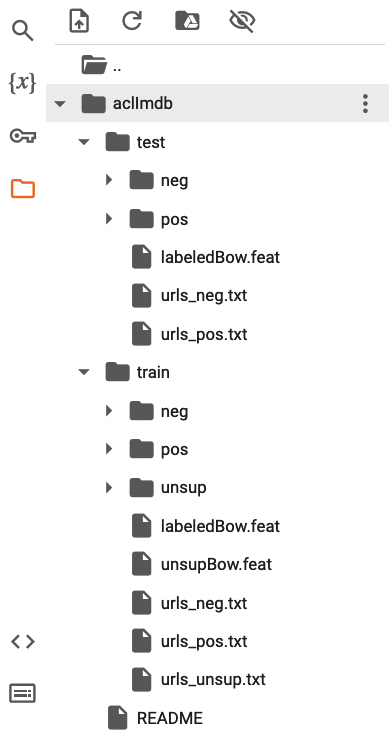 {x}
..
aclImdb
test
neg
pos
labeledBow.feat
urls_neg.txt
urls_pos.txt
train
neg
pos
unsup
labeledBow.feat
unsupBow.feat
urls_neg.txt
urls_pos.txt
urls_unsup.txt
README